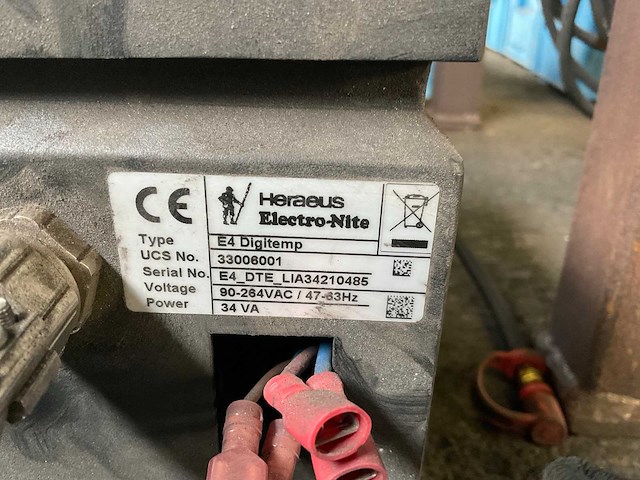 CE
Heraeus
Electro-Nite
Type E4 Digitemp
UCS No. 33006001
Serial No. E4_DTE_LIA34210485
Voltage 90-264VAC / 47-63Hz
Power 34 VA